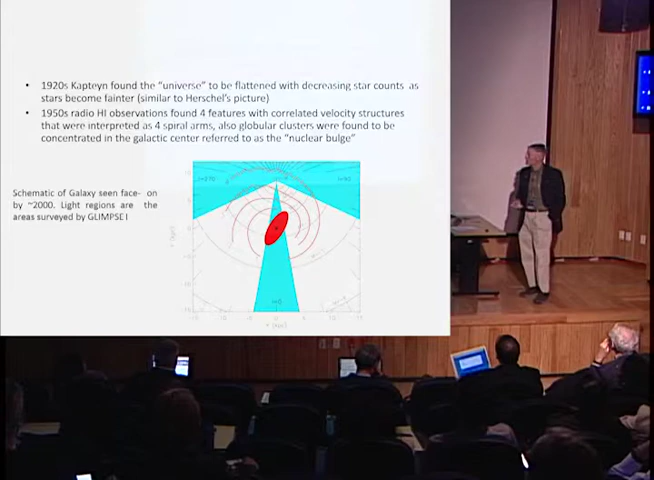 • 1920s Kapteyn found the "universe" to be flattened with decreasing star counts as
stars become fainter (similar to Herschel's picture)
• 1950s radio HI observations found 4 features with correlated velocity structures
that were interpreted as 4 spiral arms, also globular clusters were found to be
concentrated in the galactic center referred to as the "nuclear bulge"
Schematic of Galaxy seen face- on
by ~2000. Light regions are the
areas surveyed by GLIMPSE I